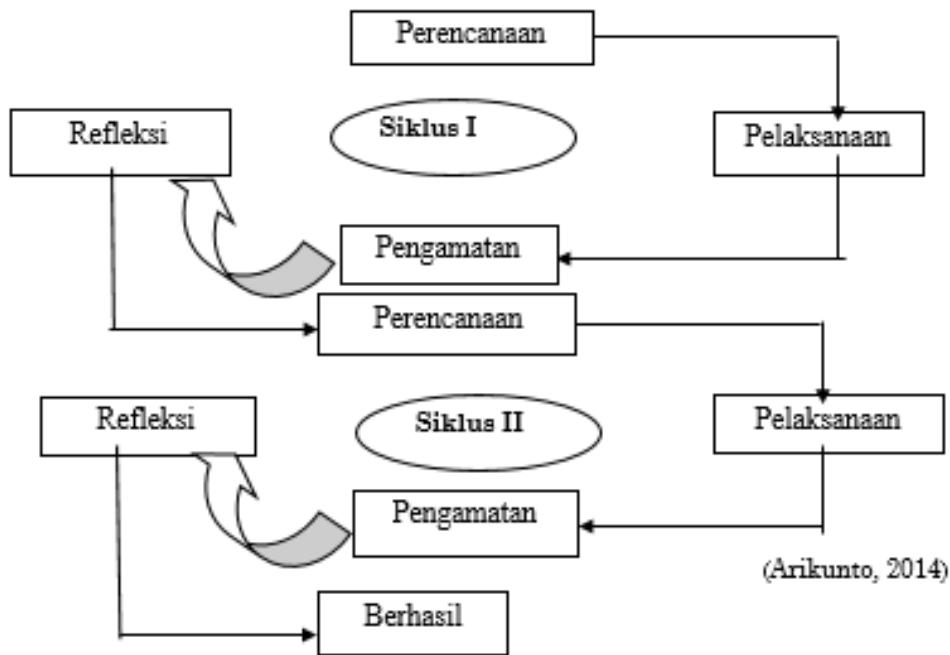 Perencanaan
Refleksi
Siklus I
Pelaksanaan
Pengamatan
Perencanaan
Refleksi
Siklus II
Pelaksanaan
Pengamatan
(Arikunto, 2014)
Berhasil